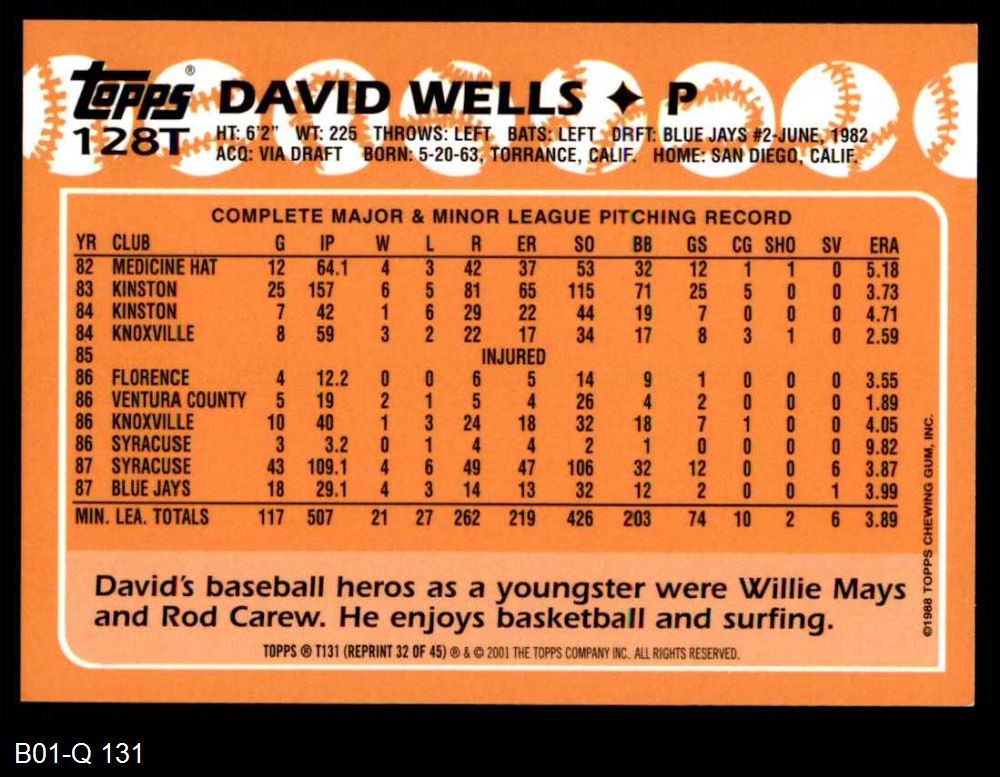 topps ® DAVID WELLS ✦ P
128T
HT: 6'2" WT: 225 THROWS: LEFT BATS: LEFT DRFT: BLUE JAYS #2-JUNE, 1982
ACQ: VIA DRAFT BORN: 5-20-63, TORRANCE, CALIF. HOME: SAN DIEGO, CALIF.
COMPLETE MAJOR & MINOR LEAGUE PITCHING RECORD
YR CLUB G IP W L R ER SO BB GS CG SHO SV ERA
82 MEDICINE HAT 12 64.1 4 3 42 37 53 32 12 1 1 0 5.18
83 KINSTON 25 157 6 5 81 65 115 71 25 5 0 0 3.73
84 KINSTON 7 42 1 6 29 22 44 19 7 0 0 0 4.71
84 KNOXVILLE 8 59 3 2 22 17 34 17 8 3 1 0 2.59
85 INJURED
86 FLORENCE 4 12.2 0 0 6 5 14 9 1 0 0 0 3.55
86 VENTURA COUNTY 5 19 2 1 5 4 26 4 2 0 0 0 1.89
86 KNOXVILLE 10 40 1 3 24 18 32 18 7 1 0 0 4.05
86 SYRACUSE 3 3.2 0 1 4 4 2 1 0 0 0 0 9.82
87 SYRACUSE 43 109.1 4 6 49 47 106 32 12 0 0 6 3.87
87 BLUE JAYS 18 29.1 4 3 14 13 32 12 2 0 0 1 3.99
MIN. LEA. TOTALS 117 507 21 27 262 219 426 203 74 10 2 6 3.89
David's baseball heros as a youngster were Willie Mays
and Rod Carew. He enjoys basketball and surfing.
TOPPS ® T131 (REPRINT 32 OF 45) ® & © 2001 THE TOPPS COMPANY INC. ALL RIGHTS RESERVED.
©1988 TOPPS CHEWING GUM, INC.
B01-Q 131